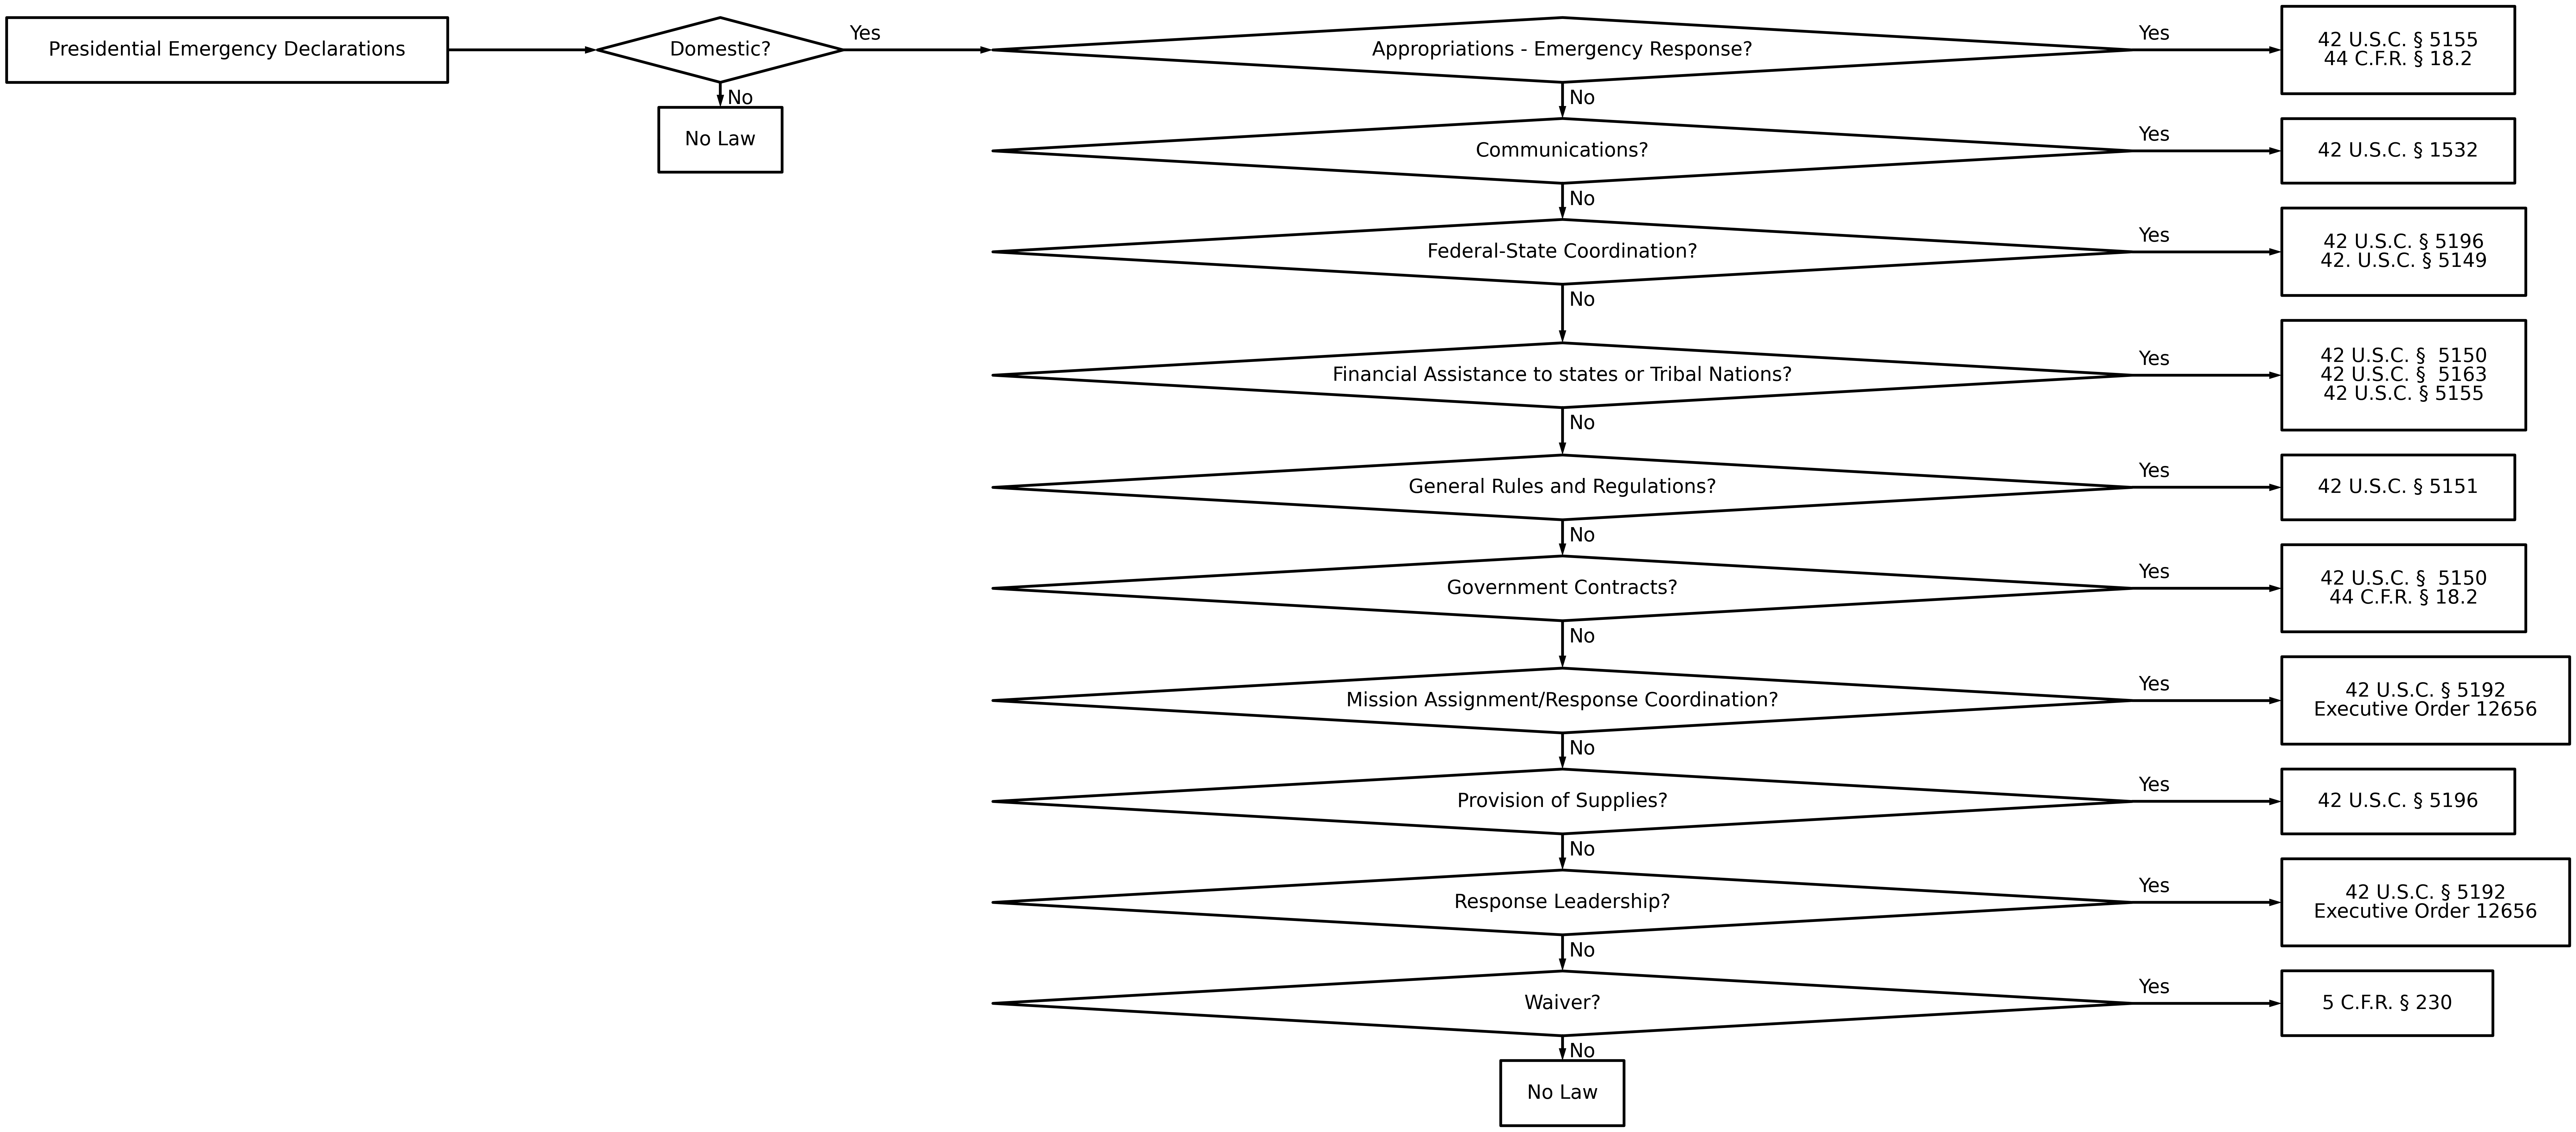 Presidential Emergency Declarations
Domestic?
Yes
No
No Law
Appropriations - Emergency Response?
Yes
42 U.S.C. § 5155
44 C.F.R. § 18.2
No
Communications?
Yes
42 U.S.C. § 1532
No
Federal-State Coordination?
Yes
42 U.S.C. § 5196
42. U.S.C. § 5149
No
Financial Assistance to states or Tribal Nations?
Yes
42 U.S.C. §  5150
42 U.S.C. §  5163
42 U.S.C. § 5155
No
General Rules and Regulations?
Yes
42 U.S.C. § 5151
No
Government Contracts?
Yes
42 U.S.C. §  5150
44 C.F.R. § 18.2
No
Mission Assignment/Response Coordination?
Yes
42 U.S.C. § 5192
Executive Order 12656
No
Provision of Supplies?
Yes
42 U.S.C. § 5196
No
Response Leadership?
Yes
42 U.S.C. § 5192
Executive Order 12656
No
Waiver?
Yes
5 C.F.R. § 230
No
No Law